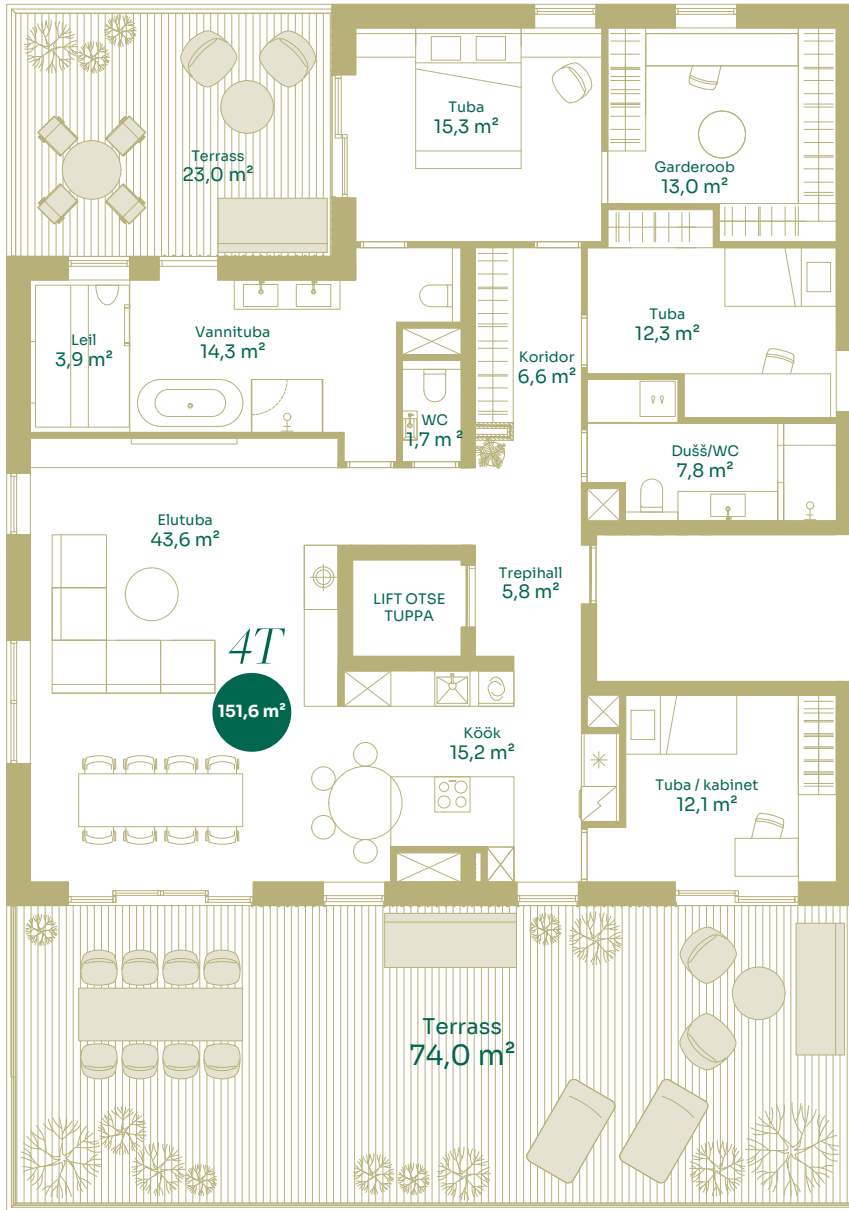 Terrass
23,0 m²
Tuba
15,3 m²
Garderoob
13,0 m²
Leil
3,9 m²
Vannituba
14,3 m²
WC
1,7 m²
Koridor
6,6 m²
Tuba
12,3 m²
Dušš/WC
7,8 m²
Elutuba
43,6 m²
LIFT OTSE
TUPPA
Trepihall
5,8 m²
4T
151,6 m²
Köök
15,2 m²
Tuba / kabinet
12,1 m²
Terrass
74,0 m²